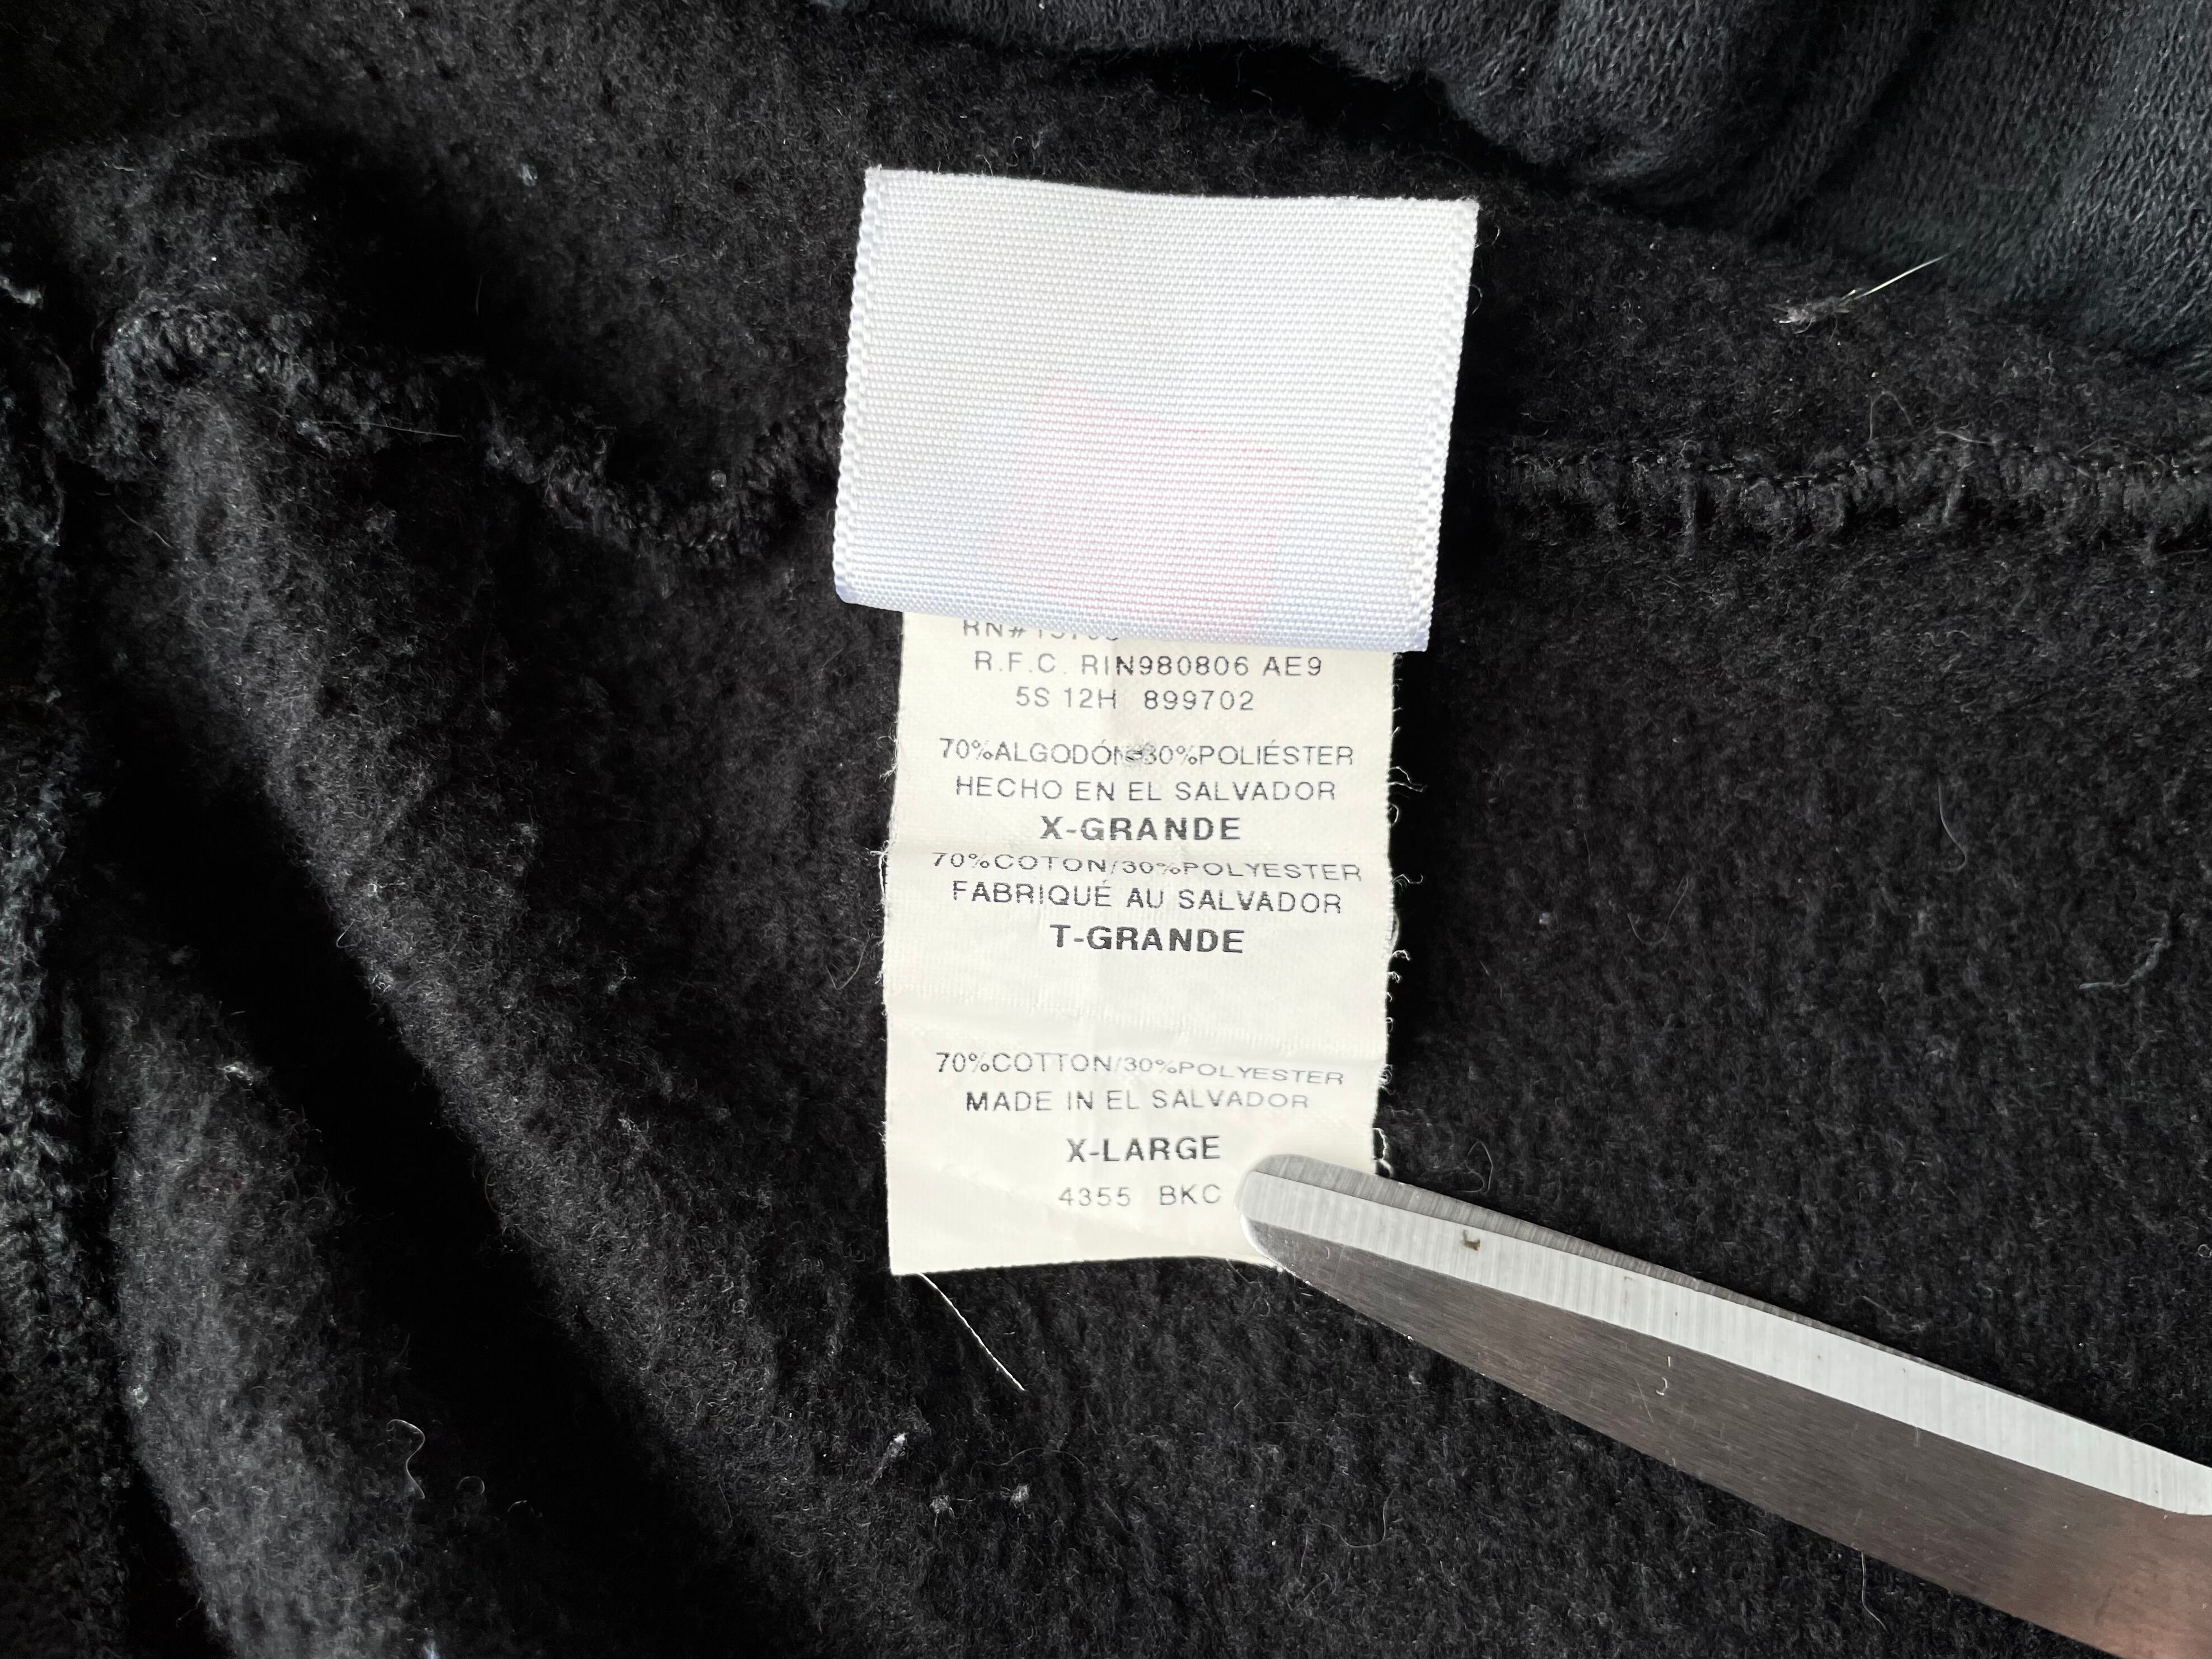 R.F.C. RIN980806 AE9
5S 12H 899702
70%ALGODÓN 30%POLIÉSTER
HECHO EN EL SALVADOR
X-GRANDE
70%COTON/30%POLYESTER
FABRIQUÉ AU SALVADOR
T-GRANDE
70%COTTON/30%POLYESTER
MADE IN EL SALVADOR
X-LARGE
4355 BKC